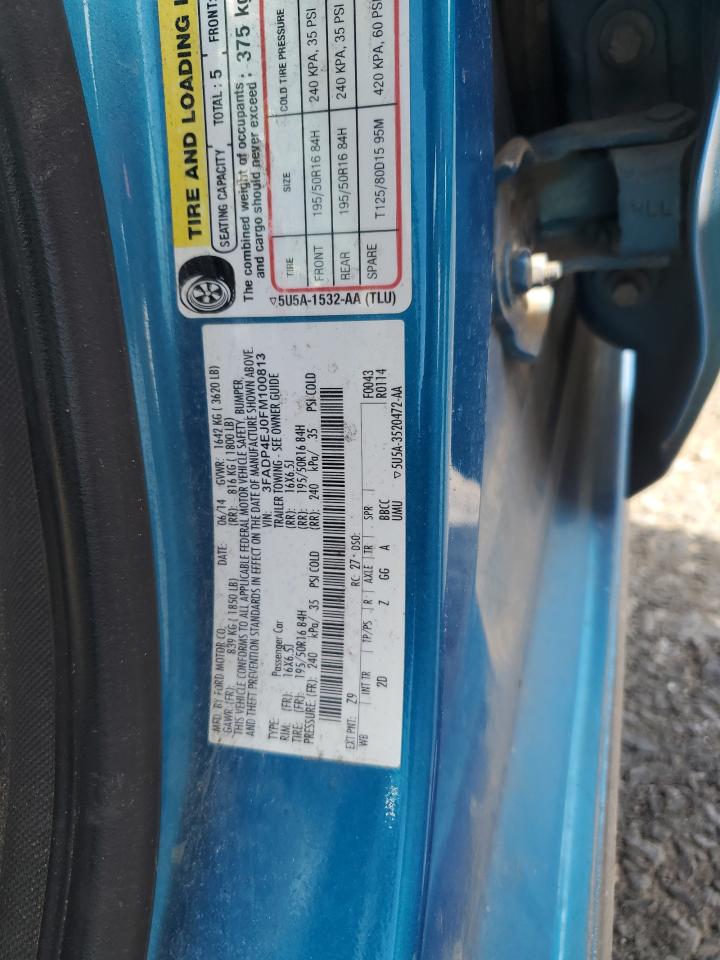 TIRE AND LOADING I
SEATING CAPACITY TOTAL : 5 FRONT:
The combined weight of occupants
and cargo should never exceed : 375 kg
TIRE SIZE COLD TIRE PRESSURE
FRONT 195/50R16 84H 240 KPA, 35 PSI
REAR 195/50R16 84H 240 KPA, 35 PSI
SPARE T125/80D15 95M 420 KPA, 60 PSI
▽5U5A-1532-AA (TLU)
MFD. BY FORD MOTOR CO. DATE: 06/14 GVWR: 1642 KG ( 3620 LB)
GAWR: (FR): 839 KG ( 1850 LB) (RR): 816 KG ( 1800 LB)
THIS VEHICLE CONFORMS TO ALL APPLICABLE FEDERAL MOTOR VEHICLE SAFETY, BUMPER,
AND THEFT PREVENTION STANDARDS IN EFFECT ON THE DATE OF MANUFACTURE SHOWN ABOVE.
VIN: 3FADP4EJ0FM100813
TYPE: Passenger Car TRAILER TOWING - SEE OWNER GUIDE
RIM: (FR): 16X6.5J (RR): 16X6.5J
TIRE: (FR): 195/50R16 84H (RR): 195/50R16 84H
PRESSURE: (FR): 240 kPa/ 35 PSI COLD (RR): 240 kPa/ 35 PSI COLD
EXT PNT: Z9 RC: 27 DSO: F0043
WB INT TR TP/PS R AXLE TR SPR R0114
2D Z GG A BBCC
UMU ▽5U5A-3520472-AA